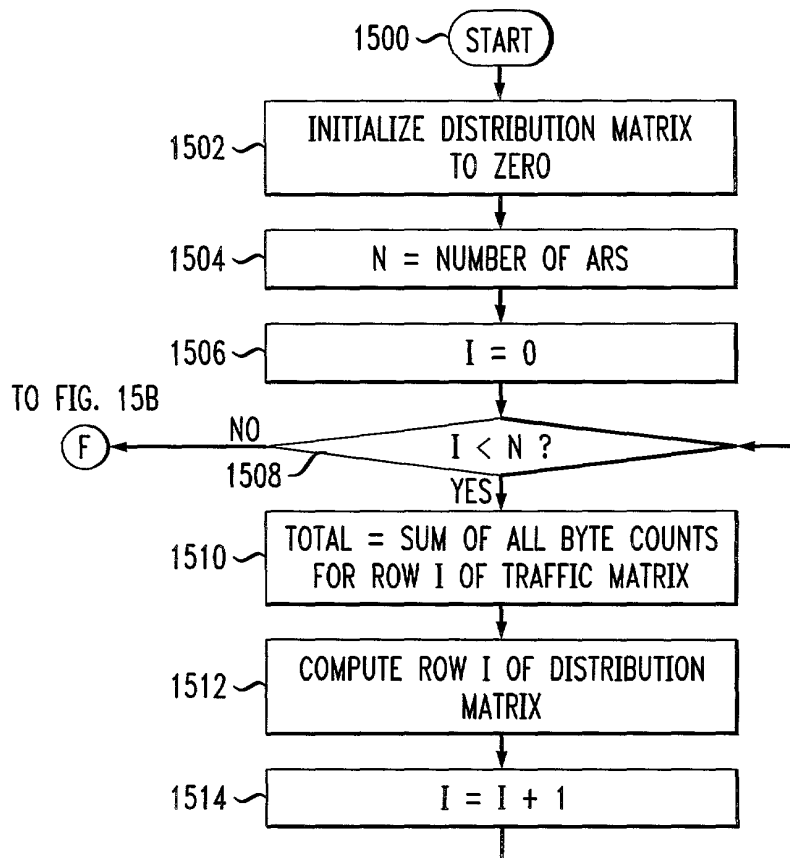 1500 START
1502 INITIALIZE DISTRIBUTION MATRIX
TO ZERO
1504 N = NUMBER OF ARS
1506 I = 0
TO FIG. 15B
F NO I < N ?
1508
YES
1510 TOTAL = SUM OF ALL BYTE COUNTS
FOR ROW I OF TRAFFIC MATRIX
1512 COMPUTE ROW I OF DISTRIBUTION
MATRIX
1514 I = I + 1